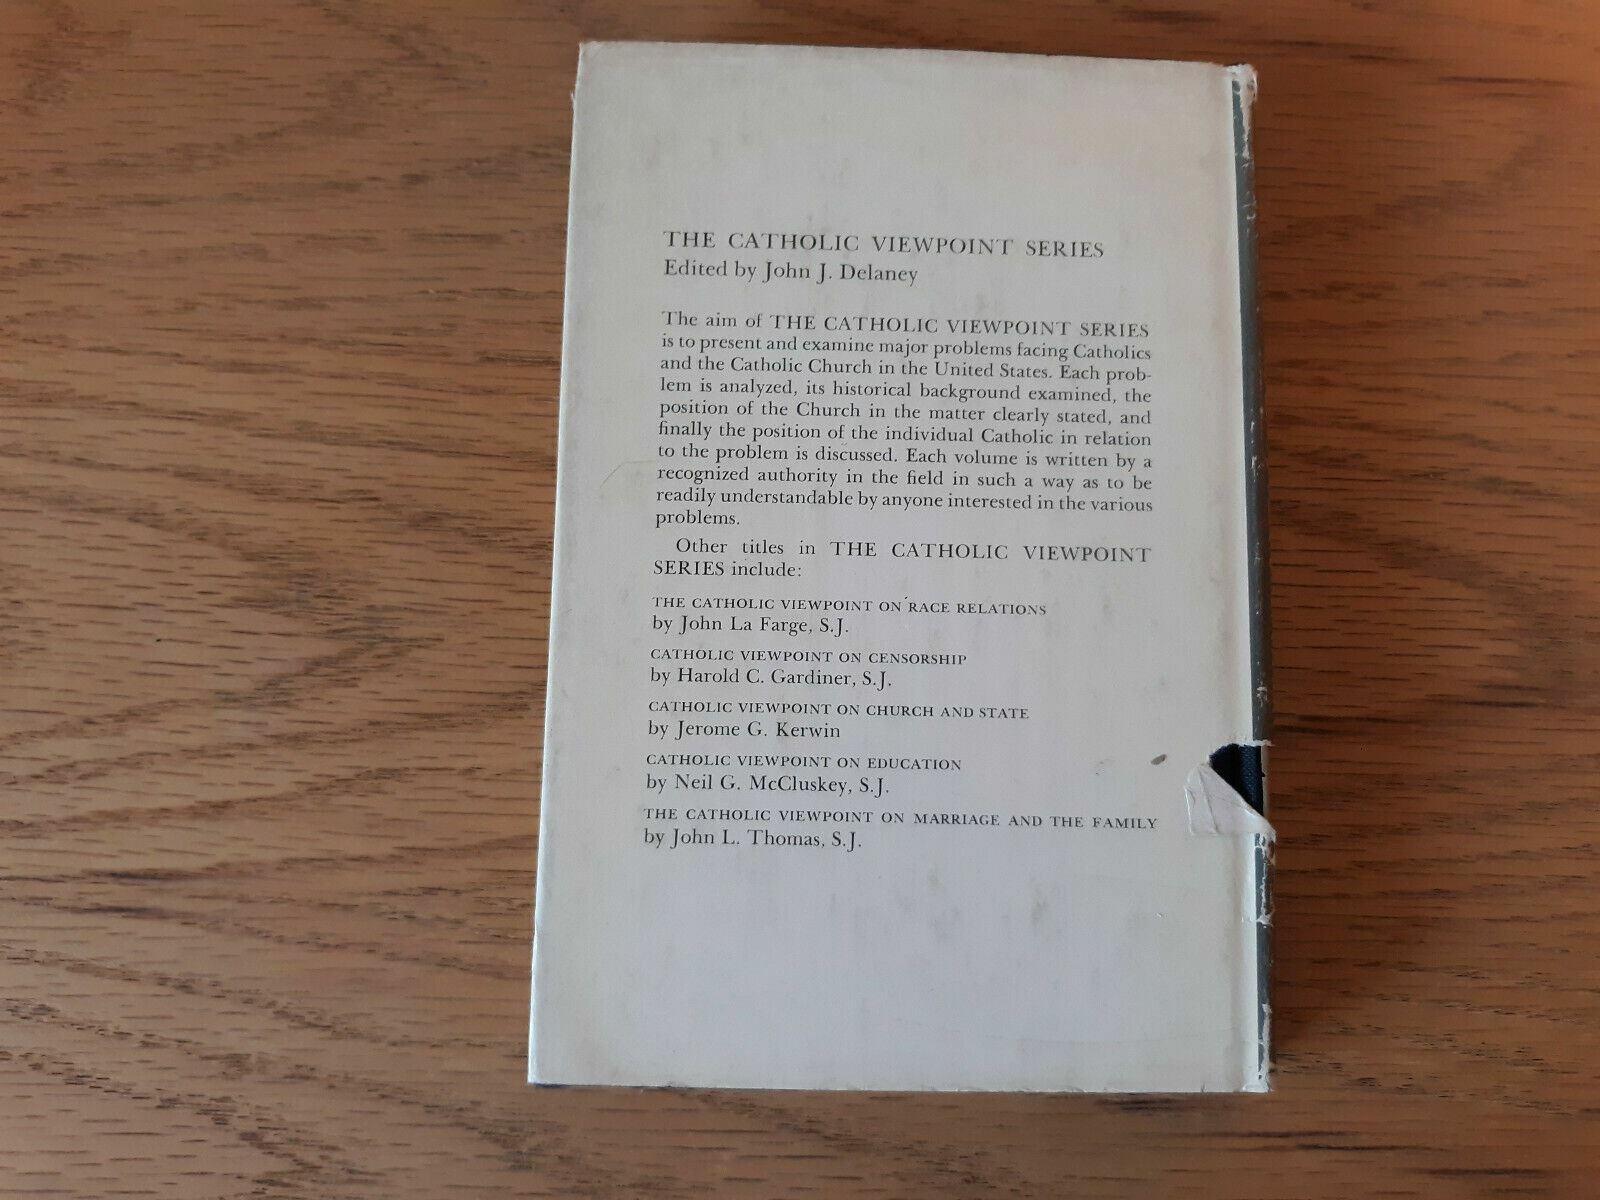 THE CATHOLIC VIEWPOINT SERIES
Edited by John J. Delaney
The aim of THE CATHOLIC VIEWPOINT SERIES
is to present and examine major problems facing Catholics
and the Catholic Church in the United States. Each prob-
lem is analyzed, its historical background examined, the
position of the Church in the matter clearly stated, and
finally the position of the individual Catholic in relation
to the problem is discussed. Each volume is written by a
recognized authority in the field in such a way as to be
readily understandable by anyone interested in the various
problems.
Other titles in THE CATHOLIC VIEWPOINT
SERIES include:
THE CATHOLIC VIEWPOINT ON RACE RELATIONS
by John La Farge, S.J.
CATHOLIC VIEWPOINT ON CENSORSHIP
by Harold C. Gardiner, S.J.
CATHOLIC VIEWPOINT ON CHURCH AND STATE
by Jerome G. Kerwin
CATHOLIC VIEWPOINT ON EDUCATION
by Neil G. McCluskey, S.J.
THE CATHOLIC VIEWPOINT ON MARRIAGE AND THE FAMILY
by John L. Thomas, S.J.